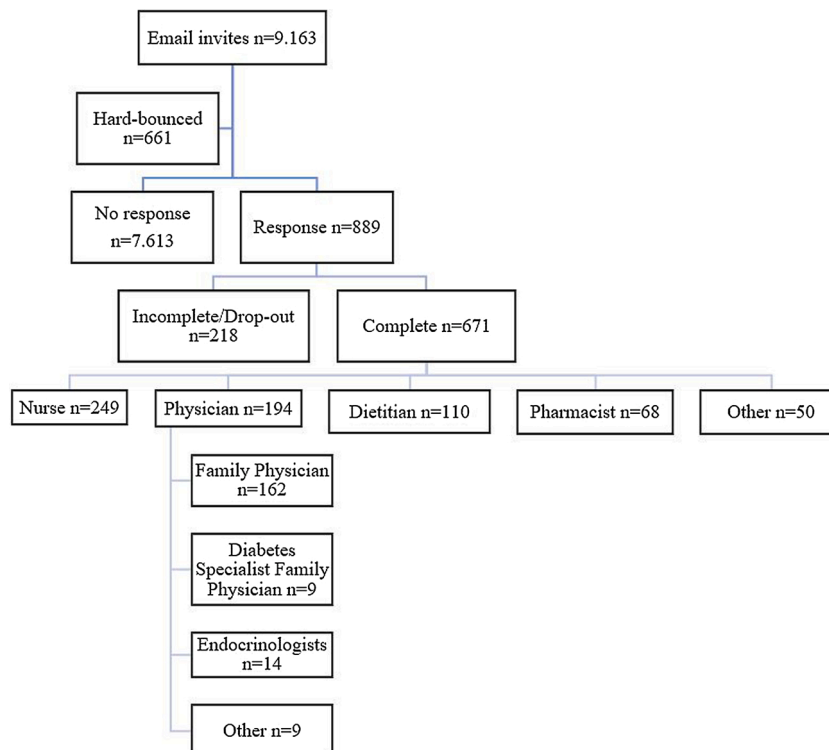 Email invites n=9.163
Hard-bounced
n=661
No response
n=7.613
Response n=889
Incomplete/Drop-out
n=218
Complete n=671
Nurse n=249
Physician n=194
Dietitian n=110
Pharmacist n=68
Other n=50
Family Physician
n=162
Diabetes
Specialist Family
Physician n=9
Endocrinologists
n=14
Other n=9